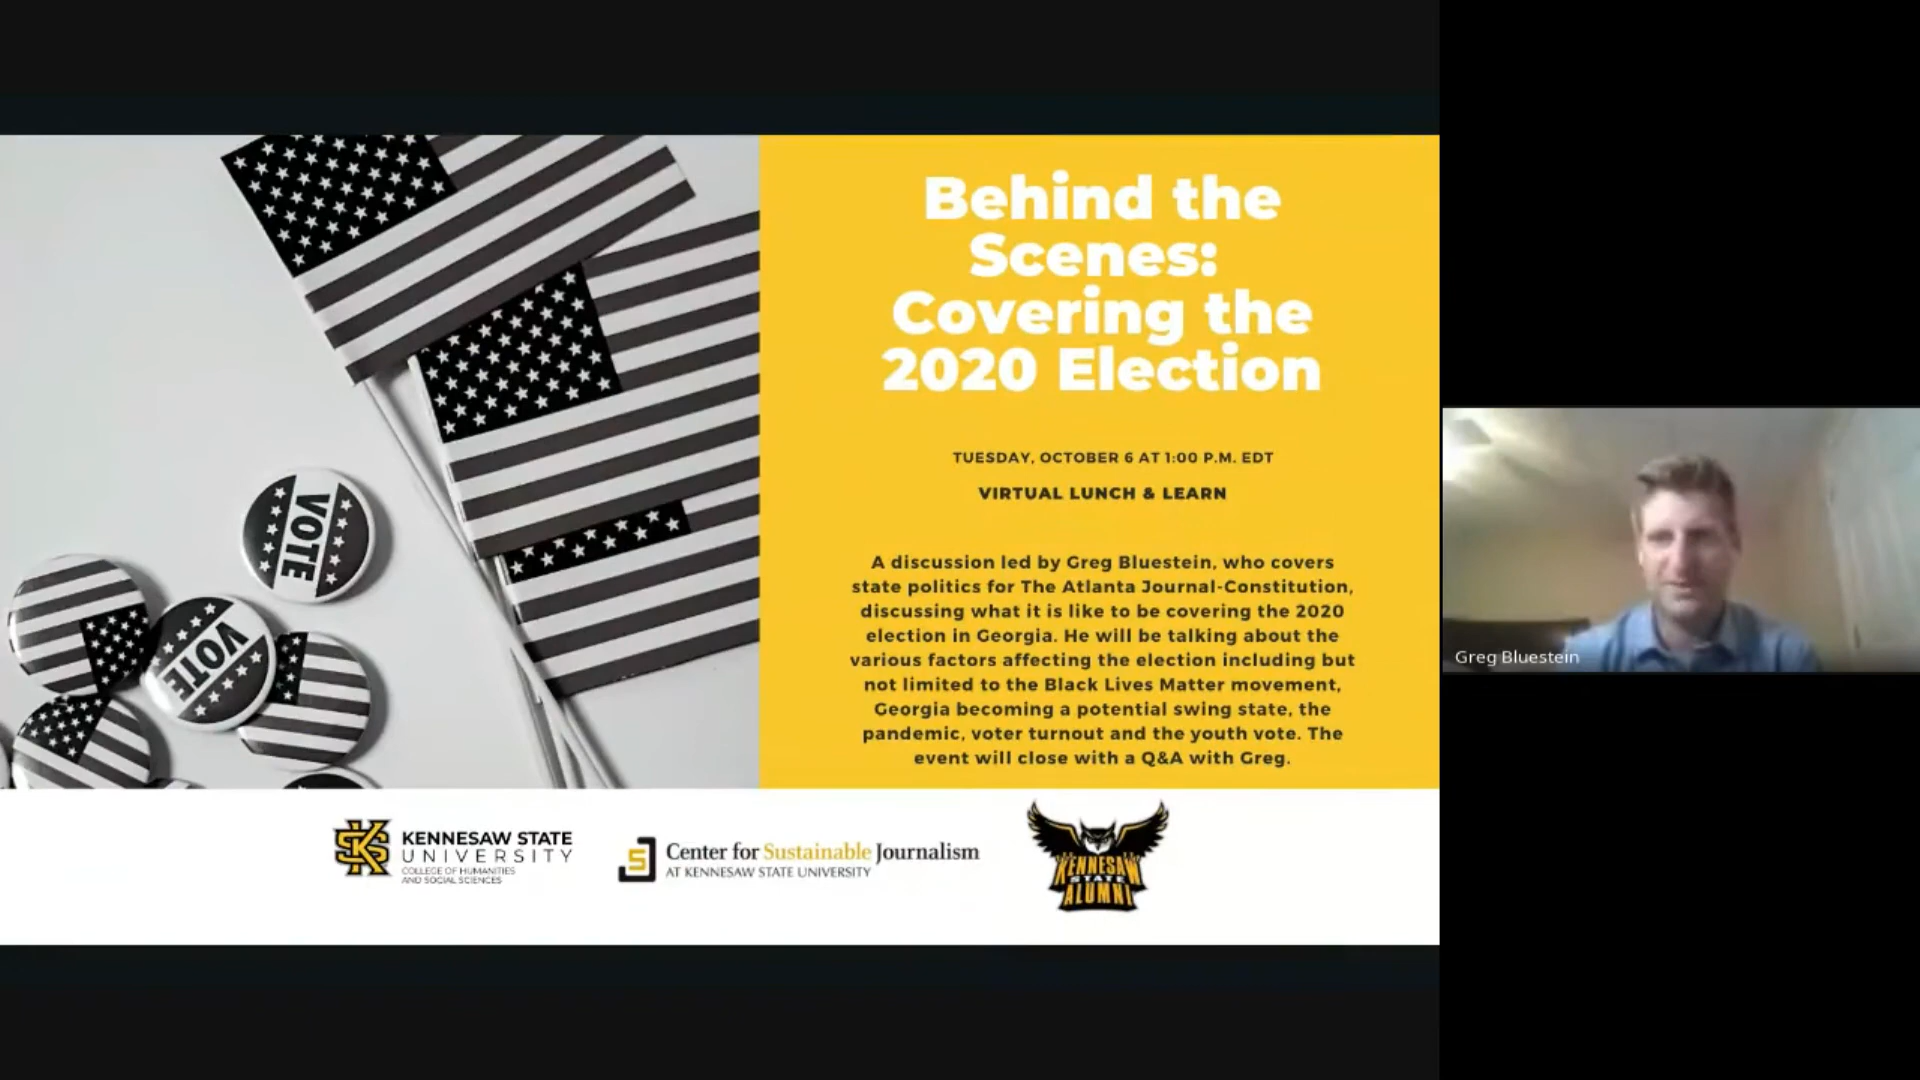 Behind the
Scenes:
Covering the
2020 Election
TUESDAY, OCTOBER 6 AT 1:00 P.M. EDT
VIRTUAL LUNCH & LEARN
A discussion led by Greg Bluestein, who covers
state politics for The Atlanta Journal-Constitution,
discussing what it is like to be covering the 2020
election in Georgia. He will be talking about the
various factors affecting the election including but
not limited to the Black Lives Matter movement,
Georgia becoming a potential swing state, the
pandemic, voter turnout and the youth vote. The
event will close with a Q&A with Greg.
VOTE
VOTE
KS
KENNESAW STATE
UNIVERSITY
COLLEGE OF HUMANITIES
AND SOCIAL SCIENCES
SJ
Center for Sustainable Journalism
AT KENNESAW STATE UNIVERSITY
KENNESAW
STATE
ALUMNI
Greg Bluestein